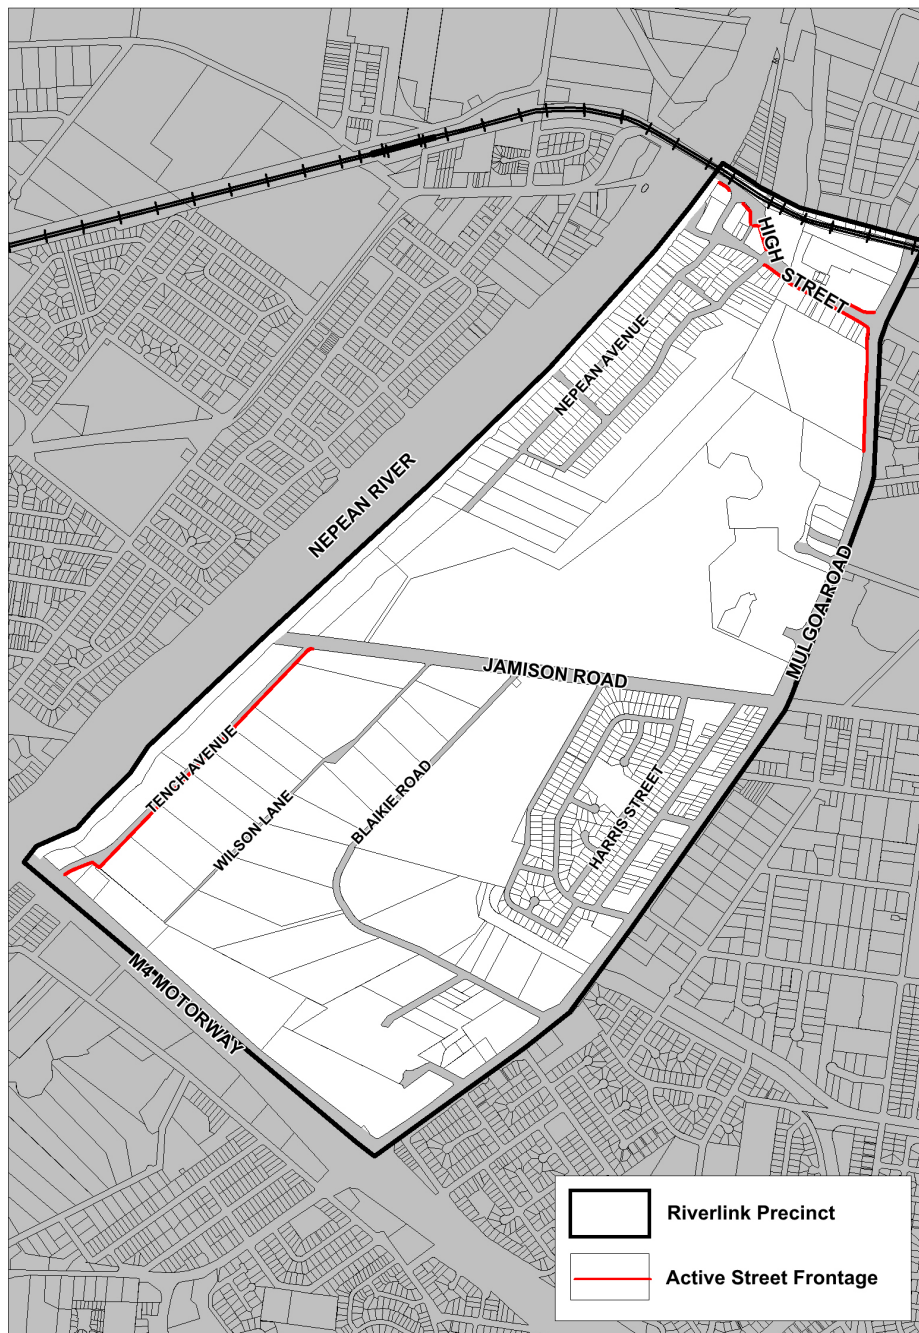 HIGH STREET
NEPEAN AVENUE
NEPEAN RIVER
MULGOA ROAD
JAMISON ROAD
TENCH AVENUE
WILSON LANE
BLAIKIE ROAD
HARRIS STREET
M4 MOTORWAY
Riverlink Precinct
Active Street Frontage